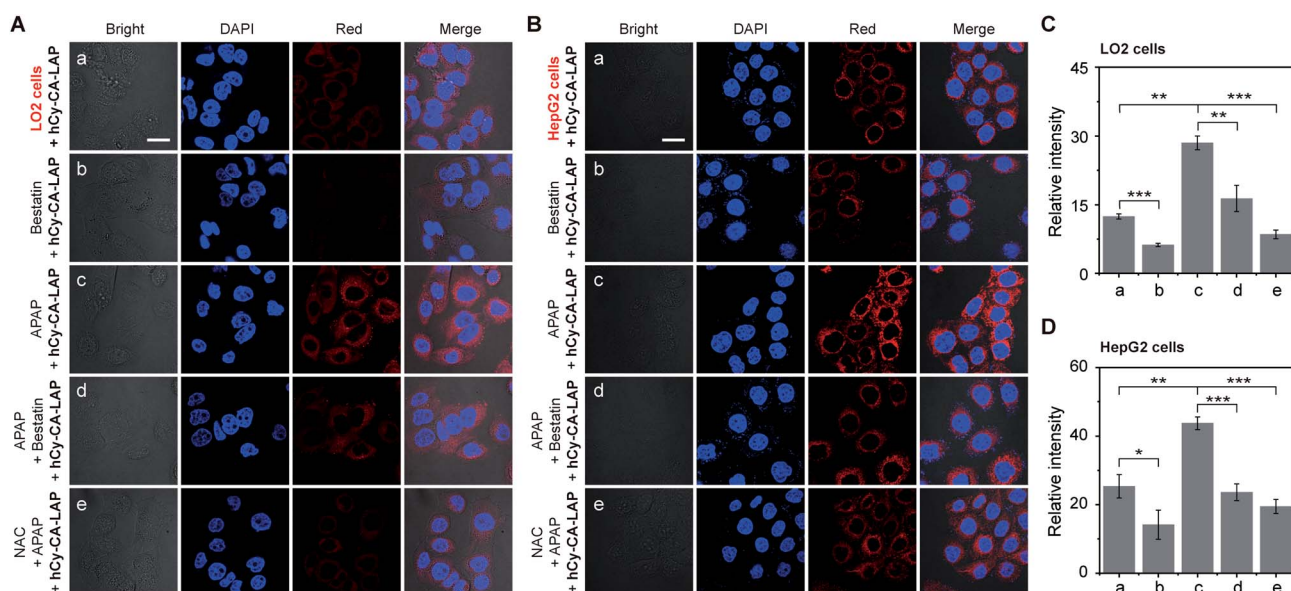 A
Bright
DAPI
Red
Merge
LO2 cells
+ hCy-CA-LAP
a
Bestatin
+ hCy-CA-LAP
b
APAP
+ hCy-CA-LAP
c
APAP
+ Bestatin
+ hCy-CA-LAP
d
NAC
+ APAP
+ hCy-CA-LAP
e
B
Bright
DAPI
Red
Merge
HepG2 cells
+ hCy-CA-LAP
a
Bestatin
+ hCy-CA-LAP
b
APAP
+ hCy-CA-LAP
c
APAP
+ Bestatin
+ hCy-CA-LAP
d
NAC
+ APAP
+ hCy-CA-LAP
e
C
LO2 cells
Relative intensity
45
30
15
0
** ***
**
***
a b c d e
D
HepG2 cells
Relative intensity
60
40
20
0
** ***
***
*
a b c d e